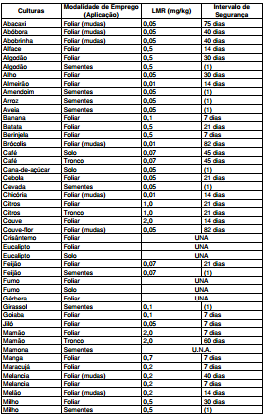 Culturas Modalidade de Emprego (Aplicação) LMR (mg/kg) Intervalo de Segurança
Abacaxi Foliar (mudas) 0,05 75 dias
Abóbora Foliar (mudas) 0,05 40 dias
Abobrinha Foliar (mudas) 0,05 40 dias
Alface Foliar 0,5 14 dias
Algodão Foliar 0,5 30 dias
Algodão Sementes 0,5 (1)
Alho Foliar 0,05 30 dias
Almeirão Foliar 0,01 14 dias
Amendoim Sementes 0,05 (1)
Arroz Sementes 0,05 (1)
Aveia Sementes 0,05 (1)
Banana Foliar 0,1 7 dias
Batata Foliar 0,5 21 dias
Berinjela Foliar 0,5 7 dias
Brócolis Foliar (mudas) 0,01 82 dias
Café Solo 0,07 45 dias
Café Tronco 0,07 45 dias
Cana-de-açúcar Solo 0,05 (1)
Cebola Foliar 0,05 21 dias
Cevada Sementes 0,05 (1)
Chicória Foliar (mudas) 0,01 14 dias
Citros Foliar 1,0 21 dias
Citros Tronco 1,0 21 dias
Couve Foliar 2,0 14 dias
Couve-flor Foliar (mudas) 0,05 82 dias
Crisântemo Foliar UNA
Eucalipto Foliar UNA
Eucalipto Solo UNA
Feijão Foliar 0,07 21 dias
Feijão Sementes 0,07 (1)
Fumo Foliar UNA
Fumo Solo UNA
Gérbera Foliar UNA
Girassol Sementes 0,1 (1)
Goiaba Foliar 0,1 7 dias
Jiló Foliar 0,05 7 dias
Mamão Foliar 2,0 7 dias
Mamão Tronco 2,0 60 dias
Mamona Sementes U.N.A.
Manga Foliar 0,7 7 dias
Maracujá Foliar 0,2 7 dias
Melancia Foliar (mudas) 0,2 40 dias
Melancia Foliar 0,2 7 dias
Melão Foliar (mudas) 0,2 14 dias
Milho Foliar 0,5 30 dias
Milho Sementes 0,5 (1)